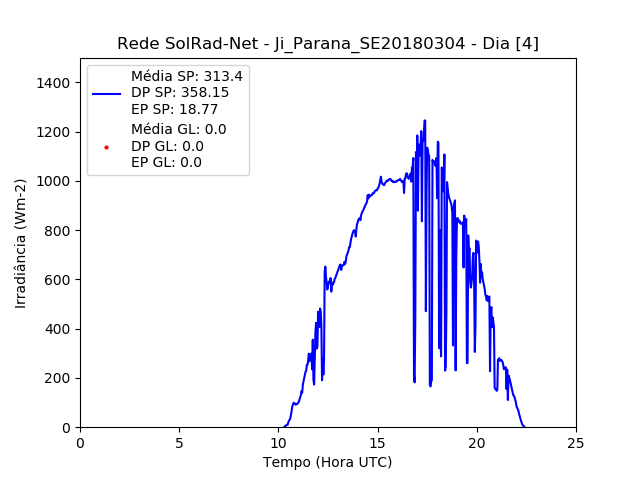 Rede SolRad-Net - Ji_Parana_SE20180304 - Dia [4]
Média SP: 313.4
DP SP: 358.15
EP SP: 18.77
Média GL: 0.0
DP GL: 0.0
EP GL: 0.0
1400
1200
1000
800
600
400
200
0
Irradiância (Wm-2)
0 5 10 15 20 25
Tempo (Hora UTC)